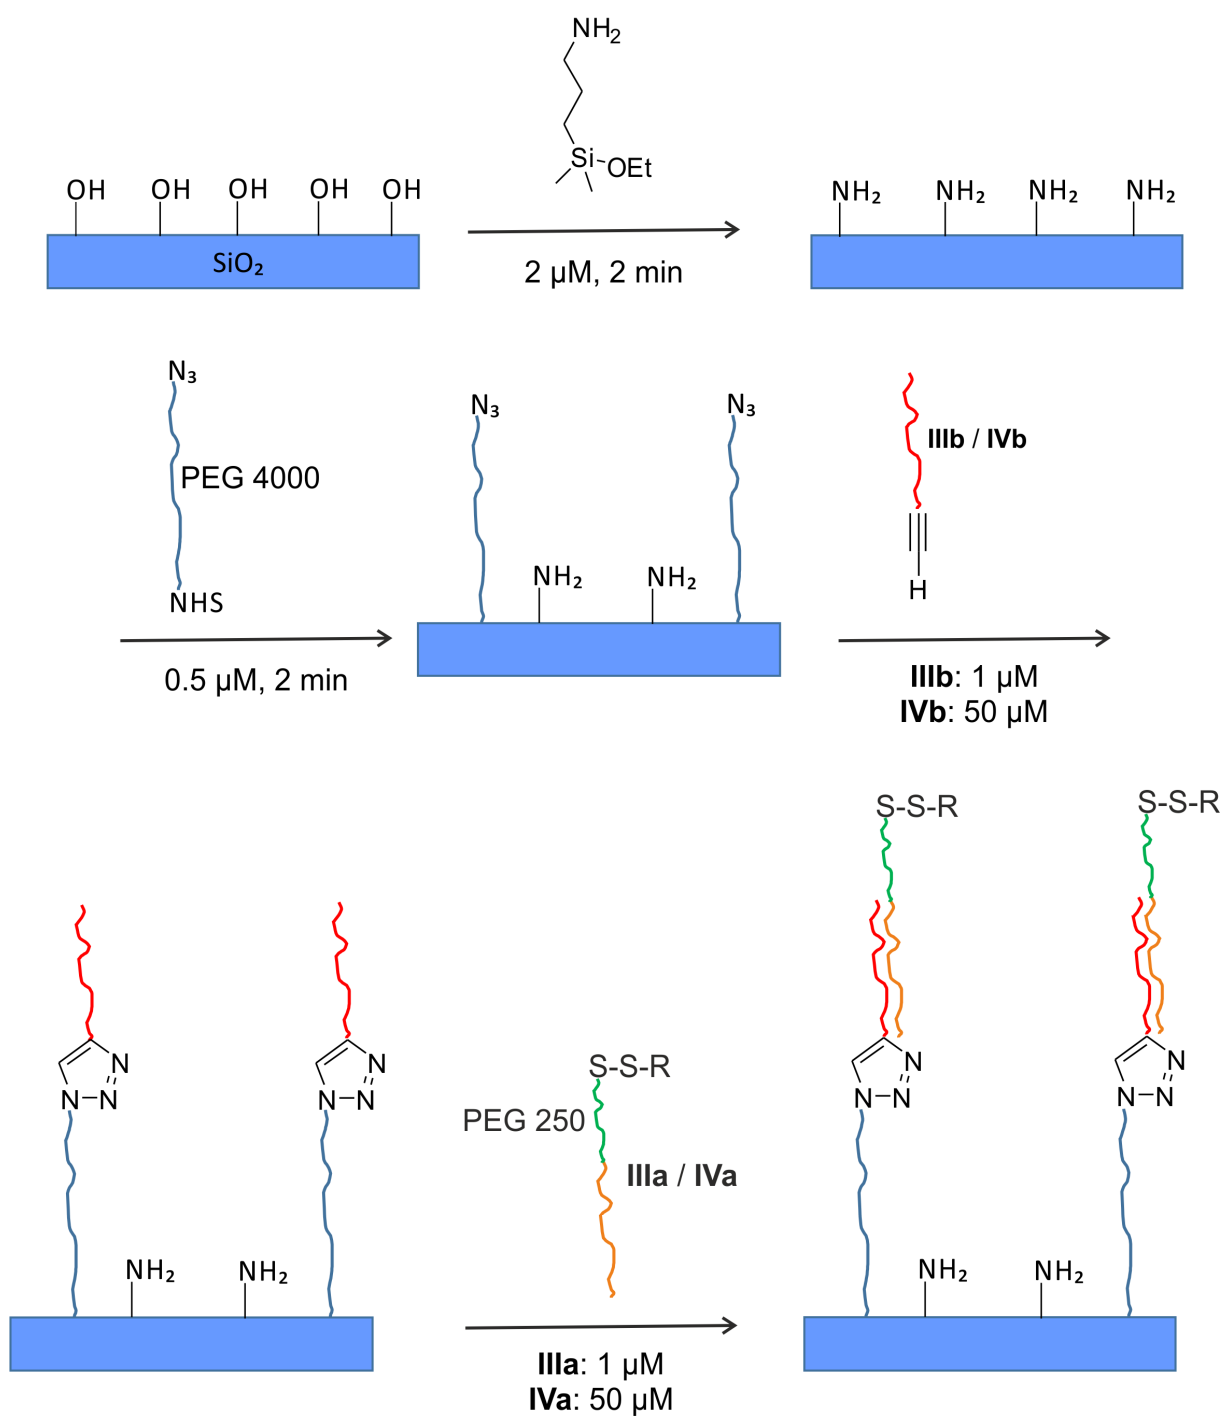 NH₂
Si
OEt
OH OH OH OH OH
SiO₂
2 µM, 2 min
NH₂ NH₂ NH₂ NH₂
N₃
PEG 4000
NHS
0.5 µM, 2 min
N₃ N₃
NH₂ NH₂
IIIb / IVb
H
IIIb: 1 µM
IVb: 50 µM
N
N–N
N
N–N
NH₂ NH₂
S-S-R
PEG 250
IIIa / IVa
IIIa: 1 µM
IVa: 50 µM
S-S-R S-S-R
N
N–N
N
N–N
NH₂ NH₂